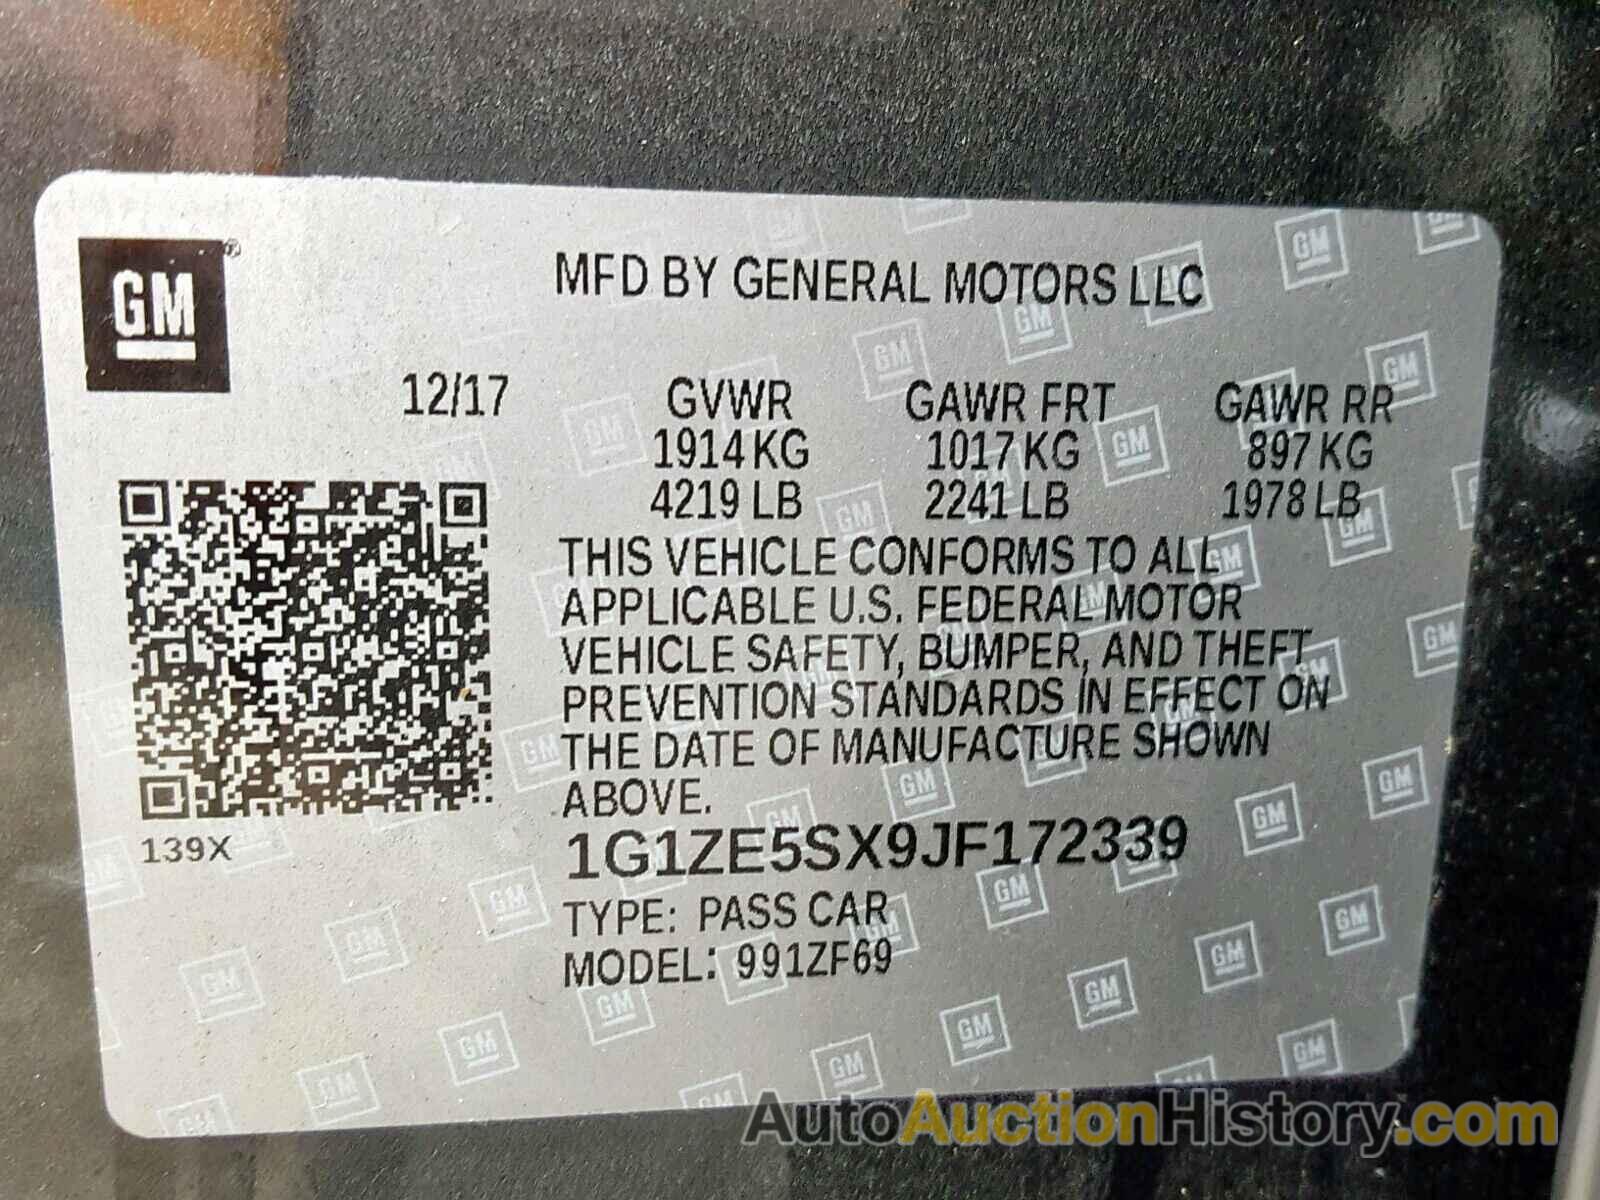 GM®
MFD BY GENERAL MOTORS LLC
12/17 GVWR GAWR FRT GAWR RR
1914 KG 1017 KG 897 KG
4219 LB 2241 LB 1978 LB
THIS VEHICLE CONFORMS TO ALL
APPLICABLE U.S. FEDERAL MOTOR
VEHICLE SAFETY, BUMPER, AND THEFT
PREVENTION STANDARDS IN EFFECT ON
THE DATE OF MANUFACTURE SHOWN
ABOVE.
139X
1G1ZE5SX9JF172339
TYPE: PASS CAR
MODEL: 991ZF69
AutoAuctionHistory.com